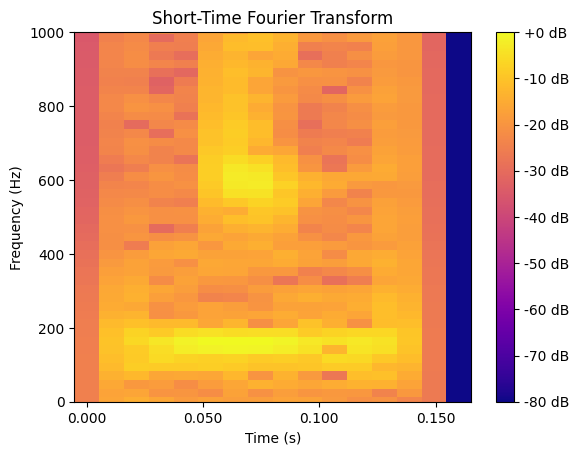 Short-Time Fourier Transform
1000
800
600
400
200
0
Frequency (Hz)
0.000
0.050
0.100
0.150
Time (s)
+0 dB
-10 dB
-20 dB
-30 dB
-40 dB
-50 dB
-60 dB
-70 dB
-80 dB